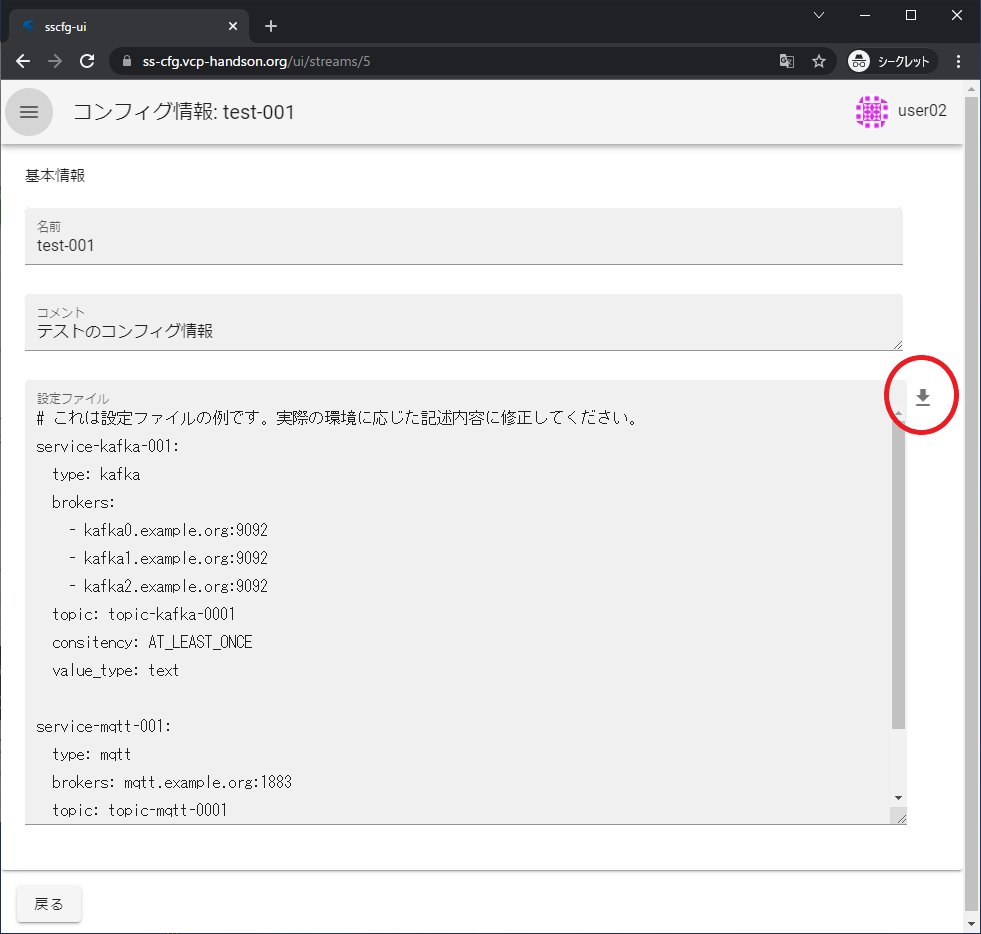 sscfg-ui
ss-cfg.vcp-handson.org/ui/streams/5
シークレット
コンフィグ情報: test-001
user02
基本情報
名前
test-001
コメント
テストのコンフィグ情報
設定ファイル
# これは設定ファイルの例です。実際の環境に応じた記述内容に修正してください。
service-kafka-001:
  type: kafka
  brokers:
    - kafka0.example.org:9092
    - kafka1.example.org:9092
    - kafka2.example.org:9092
  topic: topic-kafka-0001
  consitency: AT_LEAST_ONCE
  value_type: text

service-mqtt-001:
  type: mqtt
  brokers: mqtt.example.org:1883
  topic: topic-mqtt-0001
戻る